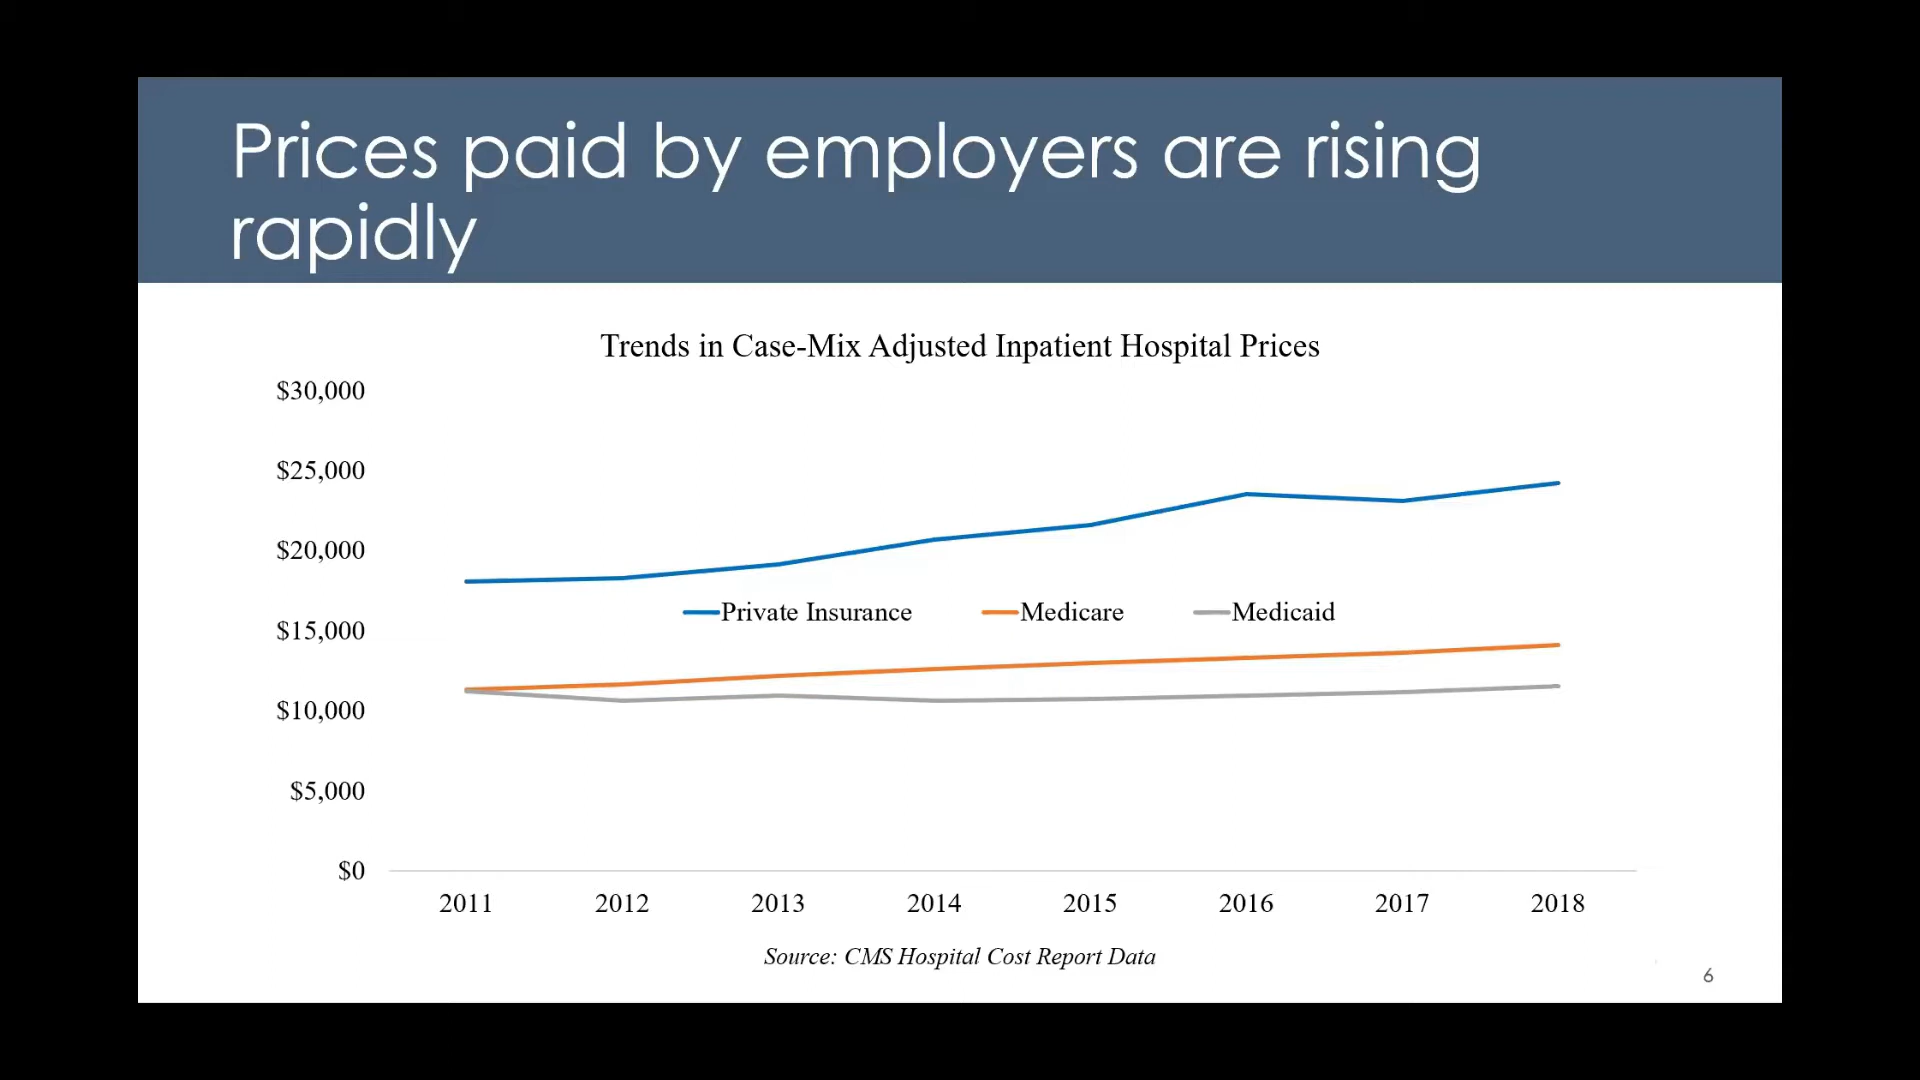 Prices paid by employers are rising
rapidly
Trends in Case-Mix Adjusted Inpatient Hospital Prices
$30,000
$25,000
$20,000
$15,000
$10,000
$5,000
$0
Private Insurance Medicare Medicaid
2011 2012 2013 2014 2015 2016 2017 2018
Source: CMS Hospital Cost Report Data
6